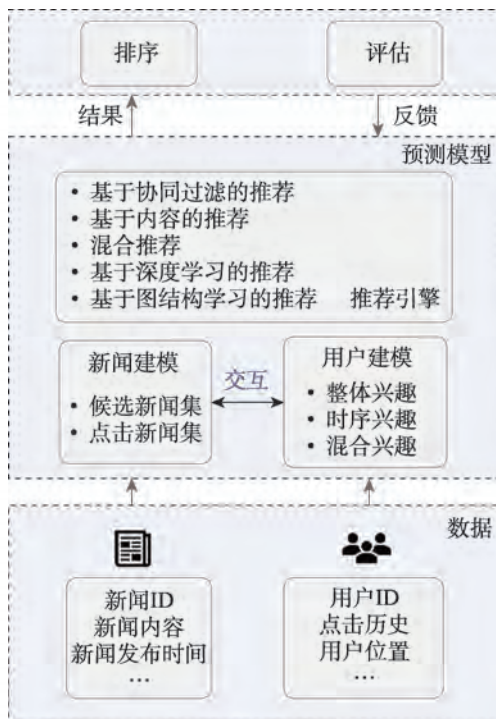 排序
评估
结果
反馈
预测模型
• 基于协同过滤的推荐
• 基于内容的推荐
• 混合推荐
• 基于深度学习的推荐
• 基于图结构学习的推荐 推荐引擎
新闻建模
• 候选新闻集
• 点击新闻集
交互
用户建模
• 整体兴趣
• 时序兴趣
• 混合兴趣
数据
新闻ID
新闻内容
新闻发布时间
…
用户ID
点击历史
用户位置
…